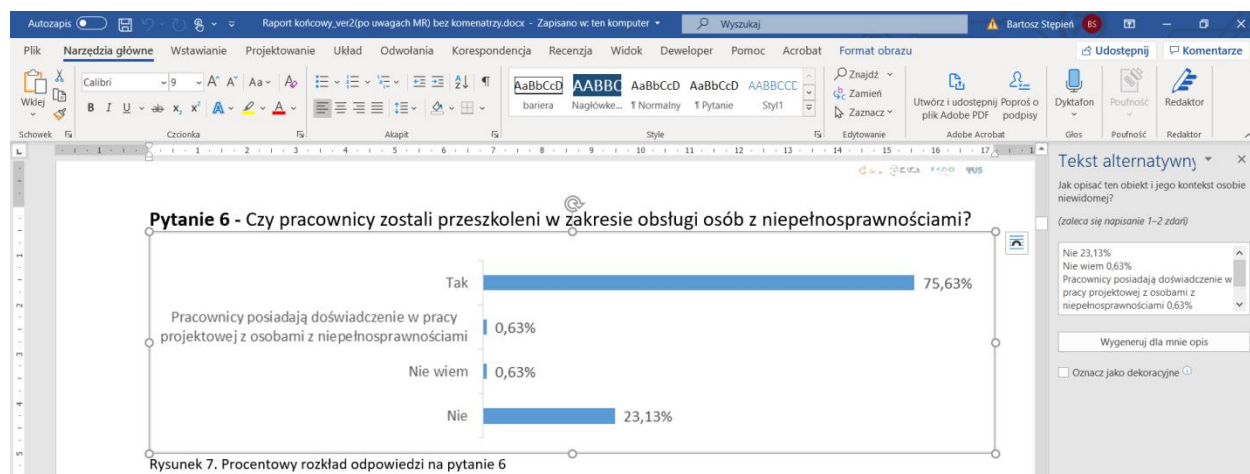 Autozapis
Raport końcowy_ver2(po uwagach MR) bez komenatrzy.docx - Zapisano w: ten komputer
Wyszukaj
Bartosz Stępień BS
Plik Narzędzia główne Wstawianie Projektowanie Układ Odwołania Korespondencja Recenzja Widok Deweloper Pomoc Acrobat Format obrazu Udostępnij Komentarze
Wklej
Calibri 9
AaBbCcD AABBC AaBbCcD AaBbCcD AABBCCC
bariera Nagłówke... ¶ Normalny ¶ Pytanie Styl1
Znajdź
Zamień
Zaznacz
Utwórz i udostępnij plik Adobe PDF
Poproś o podpisy
Dyktafon
Poufność
Redaktor
Schowek Czcionka Akapit Style Edytowanie Adobe Acrobat Głos Poufność Redaktor
Pytanie 6 - Czy pracownicy zostali przeszkoleni w zakresie obsługi osób z niepełnosprawnościami?
Tak 75,63%
Pracownicy posiadają doświadczenie w pracy
projektowej z osobami z niepełnosprawnościami 0,63%
Nie wiem 0,63%
Nie 23,13%
Rysunek 7. Procentowy rozkład odpowiedzi na pytanie 6
Tekst alternatywny
Jak opisać ten obiekt i jego kontekst osobie
niewidomej?
(zaleca się napisanie 1–2 zdań)
Nie 23,13%
Nie wiem 0,63%
Pracownicy posiadają doświadczenie w
pracy projektowej z osobami z
niepełnosprawnościami 0,63%
Wygeneruj dla mnie opis
Oznacz jako dekoracyjne